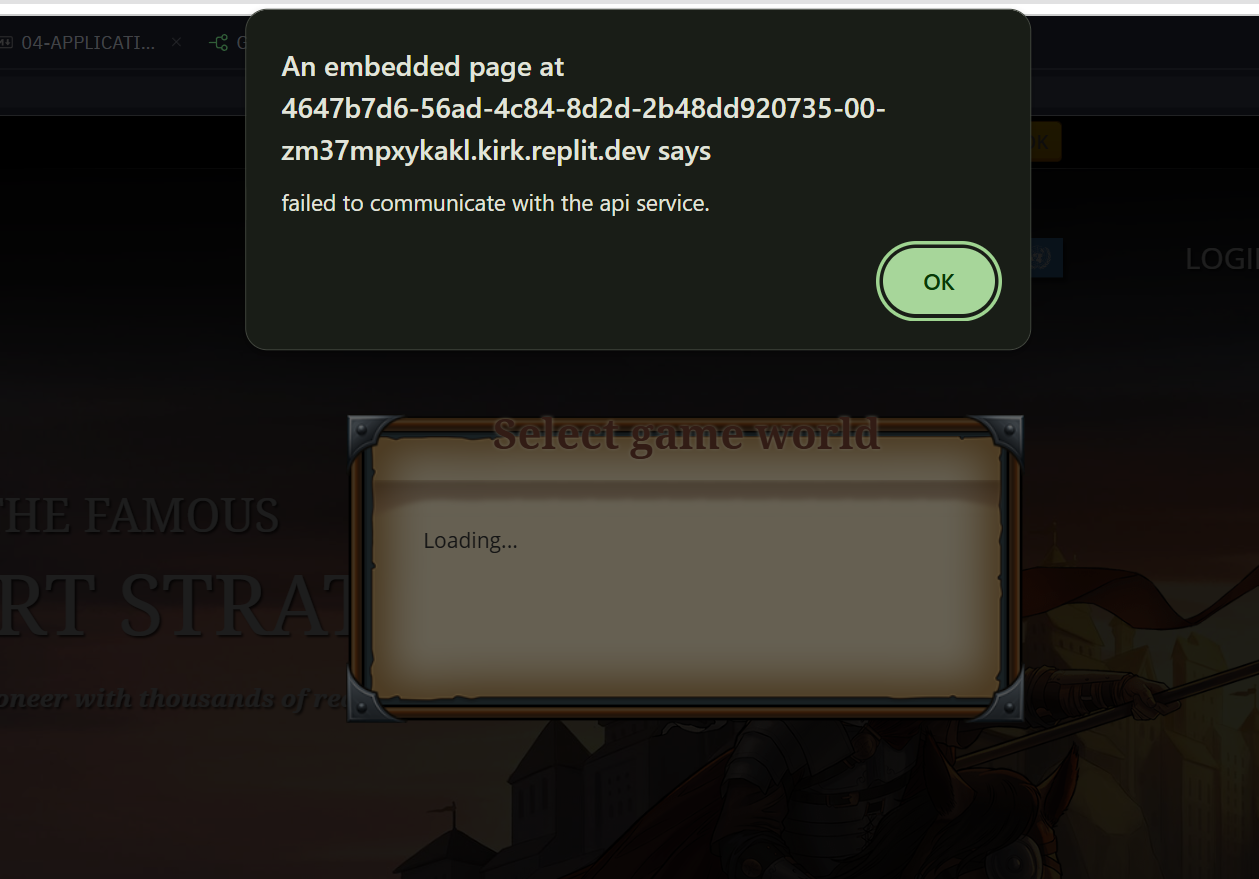 04-APPLICATI...
G
An embedded page at
4647b7d6-56ad-4c84-8d2d-2b48dd920735-00-
zm37mpxykakl.kirk.replit.dev says
failed to communicate with the api service.
OK
LOGI
Select game world
Loading...
THE FAMOUS
RT STRAT
oneer with thousands of re